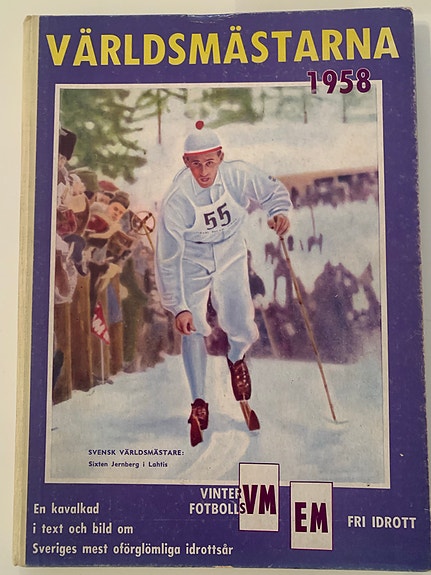 VÄRLDSMÄSTARNA
1958
55
SVENSK VÄRLDSMÄSTARE:
Sixten Jernberg i Lahtis
VINTER
FOTBOLLS
VM
EM
FRI IDROTT
En kavalkad
i text och bild om
Sveriges mest oförglömliga idrottsår